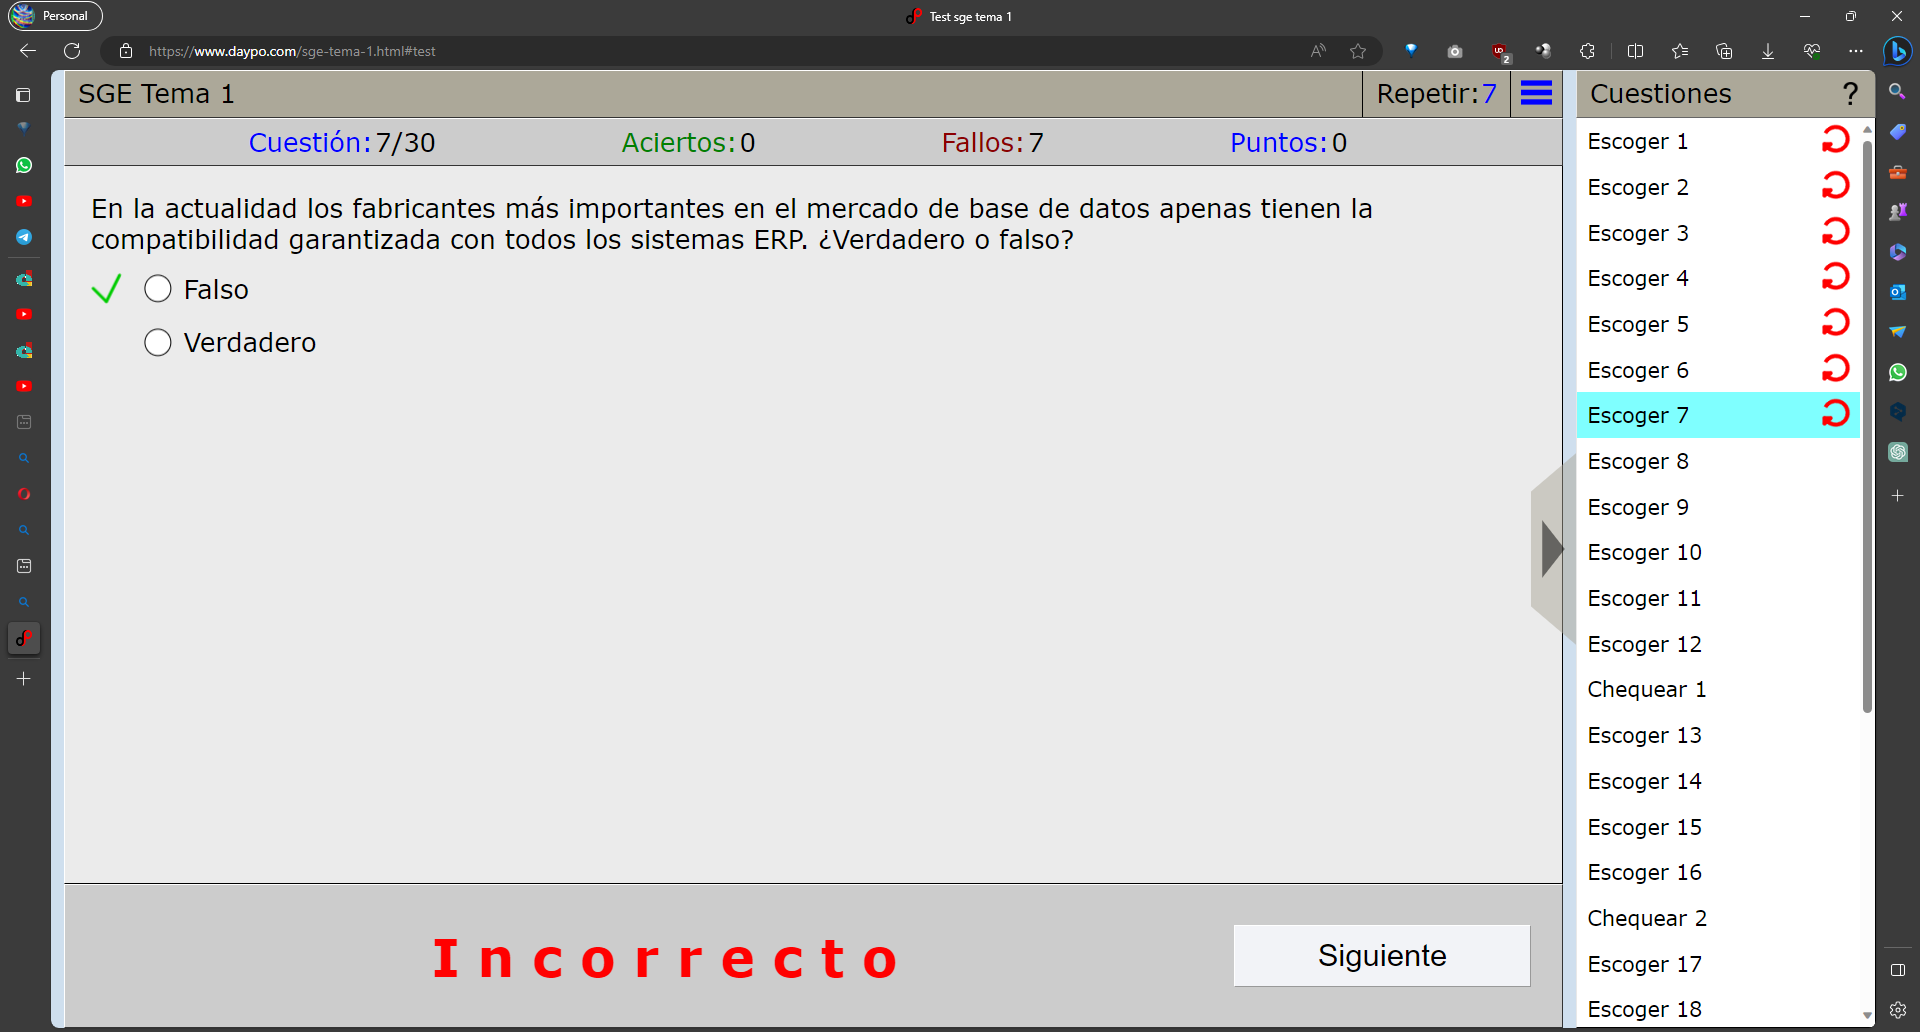 Personal
Test sge tema 1
https://www.daypo.com/sge-tema-1.html#test
2
SGE Tema 1
Repetir:7
Cuestiones
?
Cuestión:7/30
Aciertos:0
Fallos:7
Puntos:0
En la actualidad los fabricantes más importantes en el mercado de base de datos apenas tienen la
compatibilidad garantizada con todos los sistemas ERP. ¿Verdadero o falso?
Falso
Verdadero
Incorrecto
Siguiente
Escoger 1
Escoger 2
Escoger 3
Escoger 4
Escoger 5
Escoger 6
Escoger 7
Escoger 8
Escoger 9
Escoger 10
Escoger 11
Escoger 12
Chequear 1
Escoger 13
Escoger 14
Escoger 15
Escoger 16
Chequear 2
Escoger 17
Escoger 18